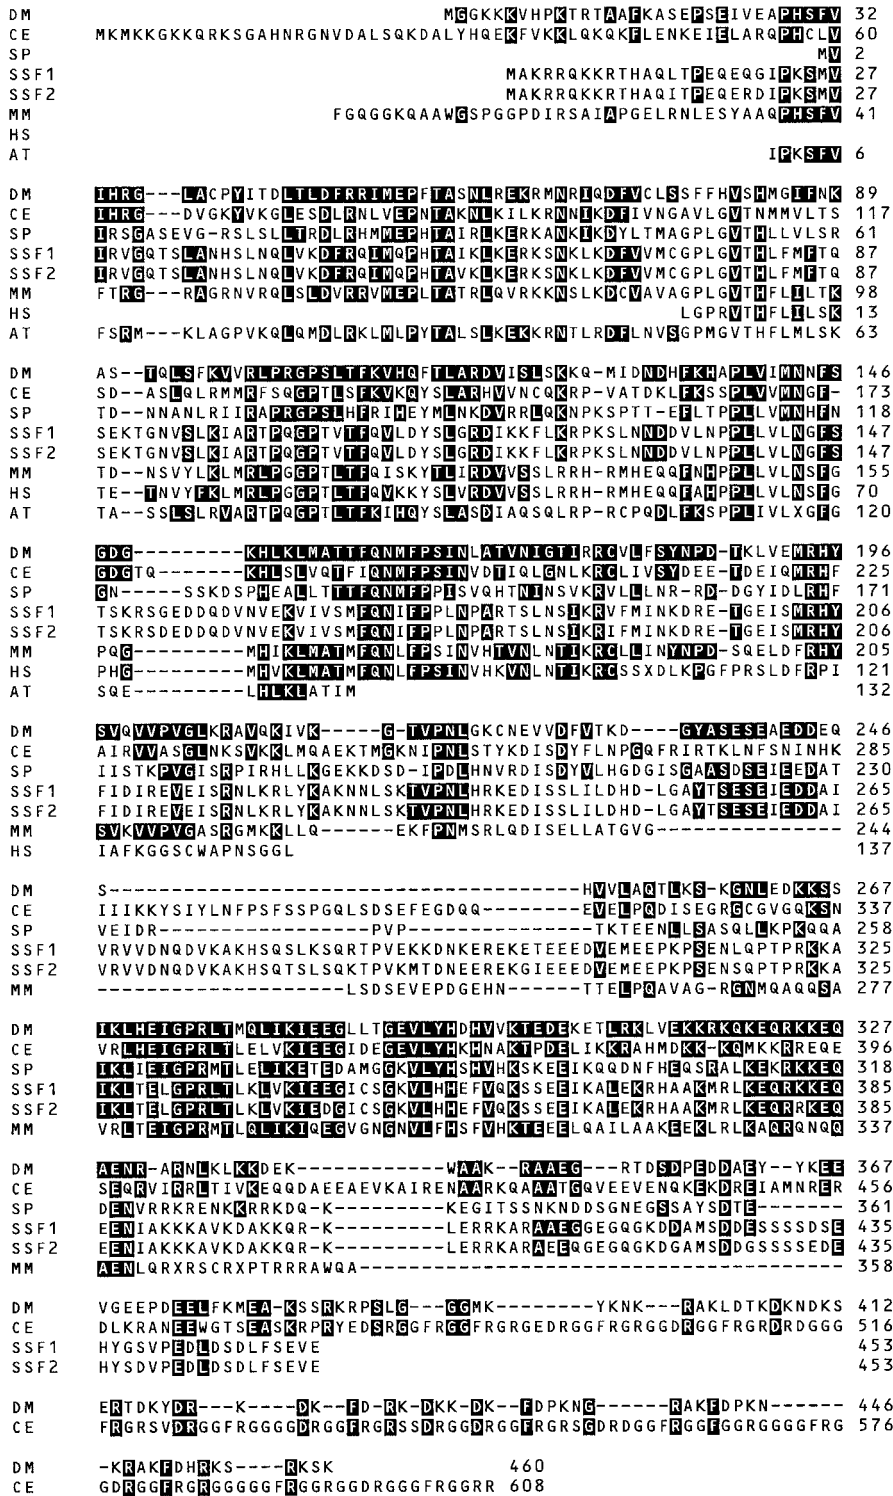 DM MGGKKKVHPKTRTAAFKASEPSEIVEAPHSFV 32
CE MKMKKGKKQRKSGAHNRGNVDALSQKDALYHQEKFVKKLQKQKFLENKEIELARQPHCLV 60
SP MV 2
SSF1 MAKRRQKKRTHAQLTPEQEQGIPKSMV 27
SSF2 MAKRRQKKRTHAQITPEQERDIPKSMV 27
MM FGQGGKQAAWGSPGGPDIRSAIAPGELRNLESYAAQPHSFV 41
HS
AT IPKSFV 6
DM IHRG---LACPYITDLTLDFRRIMEPFTASNLREKRMNRIQDFVCLSSFFHVSHMGIFNK 89
CE IHRG---DVGKYVKGLESDLRNLVEPNTAKNLKILKRNNIKDFIVNGAVLGVTNMMVLTS 117
SP IRSGASEVG-RSLSLLTRDLRHMMEPHTAIRLKERKANKIKDYLTMAGPLGVTHLLVLSR 61
SSF1 IRVGQTSLANHSLNQLVKDFRQIMQPHTAIKLKERKSNKLKDFVVMCGPLGVTHLFMFTQ 87
SSF2 IRVGQTSLANHSLNQLVKDFRQIMQPHTAVKLKERKSNKLKDFVVMCGPLGVTHLFMFTQ 87
MM FTRG---RAGRNVRQLSLDVRRVMEPLTATRLQVRKKNSLKDCVAVAGPLGVTHFLILTK 98
HS LGPRVTHFLILSK 13
AT FSRM---KLAGPVKQLQMDLRKLMLPYTALSLKEKKRNTLRDFLNVSGPMGVTHFLMLSK 63
DM AS--TQLSFKVVRLPRGPSLTFKVHQFTLARDVISLSKKQ-MIDNDHFKHAPLVIMNNFS 146
CE SD--ASLQLRMMRFSQGPTLSFKVKQYSLARHVVNCQKRP-VATDKLFKSSPLVVMNGF- 173
SP TD--NNANLRIIRAPRGPSLHFRIHEYMLNKDVRRLQKNPKSPTT-EFLTPPLLVMNHFN 118
SSF1 SEKTGNVSLKIARTPQGPTVTFQVLDYSLGRDIKKFLKRPKSLNNDDVLNPPLLVLNGFS 147
SSF2 SEKTGNVSLKIARTPQGPTVTFQVLDYSLGRDIKKFLKRPKSLNNDDVLNPPLLVLNGFS 147
MM TD--NSVYLKLMRLPGGPTLTFQISKYTLIRDVVSSLRRH-RMHEQQFNHPPLLVLNSFG 155
HS TE--TNVYFKLMRLPGGPTLTFQVKKYSLVRDVVSSLRRH-RMHEQQFAHPPLLVLNSFG 70
AT TA--SSLSLRVARTPQGPTLTFKIHQYSLASDIAQSQLRP-RCPQDLFKSPPLIVLXGFG 120
DM GDG---------KHLKLMATTFQNMFPSINLATVNIGTIRRCVLFSYNPD-TKLVEMRHY 196
CE GDGTQ-------KHLSLVQTFIQNMFPSINVDTIQLGNLKRCLIVSYDEE-TDEIQMRHF 225
SP GN-----SSKDSPHEALLTTTFQNMFPPISVQHTNINSVKRVLLLNR-RD-DGYIDLRHF 171
SSF1 TSKRSGEDDQDVNVEKVIVSMFQNIFPPLNPARTSLNSIKRVFMINKDRE-TGEISMRHY 206
SSF2 TSKRSDEDDQDVNVEKVIVSMFQNIFPPLNPARTSLNSIKRIFMINKDRE-TGEISMRHY 206
MM PQG---------MHIKLMATMFQNLFPSINVHTVNLNTIKRCLLINYNPD-SQELDFRHY 205
HS PHG---------MHVKLMATMFQNLFPSINVHKVNLNTIKRCSSXDLKPGFPRSLDFRPI 121
AT SQE---------LHLKLATIM 132
DM SVQVVPVGLKRAVQKIVK-----G-TVPNLGKCNEVVDFVTKD----GYASESEAEDDEQ 246
CE AIRVVASGLNKSVKKLMQAEKTMGKNIPNLSTYKDISDYFLNPGQFRIRTKLNFSNINHK 285
SP IISTKPVGISRPIRHLLKGEKKDSD-IPDLHNVRDISDYVLHGDGISGAASDSEIEEDAT 230
SSF1 FIDIREVEISRNLKRLYKAKNNLSKTVPNLHRKEDISSLILDHD-LGAYTSESEIEDDAI 265
SSF2 FIDIREVEISRNLKRLYKAKNNLSKTVPNLHRKEDISSLILDHD-LGAYTSESEIEDDAI 265
MM SVKVVPVGASRGMKKLLQ------EKFPNMSRLQDISELLATGVG--------------- 244
HS IAFKGGSCWAPNSGGL 137
DM S-------------------------------HVVLAQTLKS-KGNLEDKKSS 267
CE IIIKKYSIYLNFPSFSSPGQLSDSEFEGDQQ--------EVELPQDISEGRGCGVGQKSN 337
SP VEIDR---------------PVP-------------TKTEENLLSASQLLKPKQQA 258
SSF1 VRVVDNQDVKAKHSQSLKSQRTPVEKKDNKEREKETEEEDVEMEEPKPSENLQPTPRKKA 325
SSF2 VRVVDNQDVKAKHSQTSLSQKTPVKMTDNEEREKGIEEEDVEMEEPKPSENSQPTPRKKA 325
MM ------------------LSDSEVEPDGEHN-------TTELPQAVAG-RGNMQAQQSA 277
DM IKLHEIGPRLTMQLIKIEEGLLTGEVLYHDHVVKTEDEKETLRKLVEKKRKQKEQRKKEQ 327
CE VRLHEIGPRLTLELVKIEEGIDEGEVLYHKHNAKTPDELIKKRAHMDKK-KQMKKRREQE 396
SP IKLIEIGPRMTLELIKETEDAMGGKVLYHSHVHKSKEEIKQQDNFHEQSRALKEKRKKEQ 318
SSF1 IKLTELGPRLTLKLVKIEEGICSGKVLHHEFVQKSSEEIKALEKRHAAKMRLKEQRKKEQ 385
SSF2 IKLTELGPRLTLKLVKIEDGICSGKVLHHEFVQKSSEEIKALEKRHAAKMRLKEQRRKEQ 385
MM VRLTEIGPRMTLQLIKIQEGVGNGNVLFHSFVHKTEEELQAILAAKEEKLRLKAQRQNQQ 337
DM AENR-ARNLKLKKDEK------------WAAK--RAAEG---RTDSDPEDDAEY--YKEE 367
CE SEQRVIRRLTIVKEQQDAEEAEVKAIRENAARKQAAATGQVEEVENQKEKDREIAMNRER 456
SP DENVRRKRENKKRRKDQ-K---------KEGITSSNKNDDSGNEGSSAYSDTE------- 361
SSF1 EENIAKKKAVKDAKKQR-K---------LERRKARAAEGGEGQGKDDAMSDDESSSSDSE 435
SSF2 EENIAKKKAVKDAKKQR-K---------LERRKARAEEQGEGQGKDGAMSDDGSSSSEDE 435
MM AENLQRXRSCRXPTRRRAWQA--------------------------------------- 358
DM VGEEPDEELFKMEA-KSSRKRPSLG---GGMK--------YKNK---RAKLDTKDKNDKS 412
CE DLKRANEEWGTSEASKRPRYEDSRGGFRGGFRGRGEDRGGFRGRGGDRGGFRGRDRDGGG 516
SSF1 HYGSVPEDLDSDLFSEVE 453
SSF2 HYSDVPEDLDSDLFSEVE 453
DM ERTDKYDR---K----DK--FD-RK-DKK-DK--FDPKNG------RAKFDPKN------ 446
CE FRGRSVDRGGFRGGGGDRGGFRGRSSDRGGDRGGFRGRSGDRDGGFRGGFGGRGGGGFRG 576
DM -KRAKFDHRKS----RKSK 460
CE GDRGGFRGRGGGGGFRGGRGGDRGGGFRGGRR 608